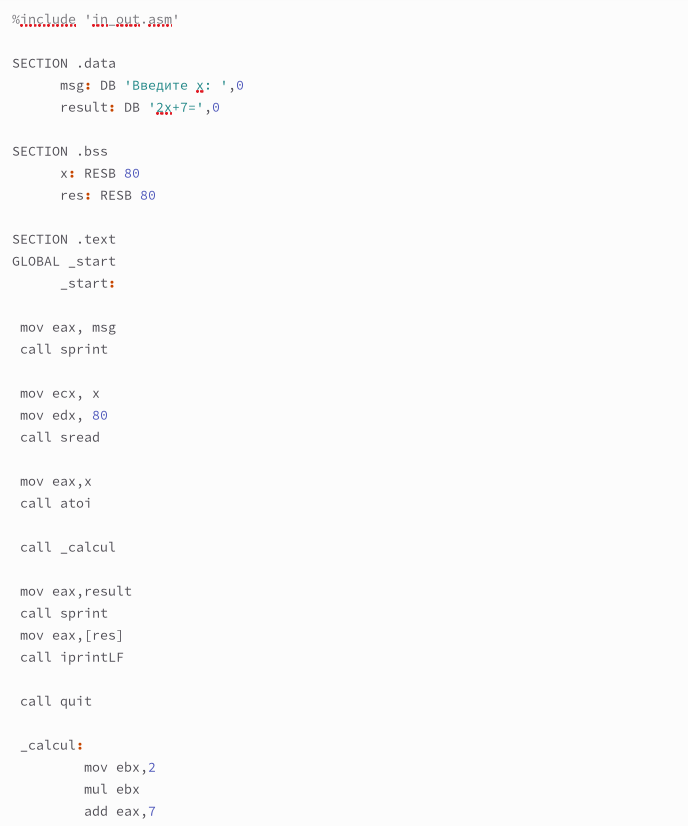 %include 'in_out.asm'
SECTION .data
msg: DB 'Введите x: ',0
result: DB '2x+7=',0
SECTION .bss
x: RESB 80
res: RESB 80
SECTION .text
GLOBAL _start
_start:
mov eax, msg
call sprint
mov ecx, x
mov edx, 80
call sread
mov eax,x
call atoi
call _calcul
mov eax,result
call sprint
mov eax,[res]
call iprintLF
call quit
_calcul:
mov ebx,2
mul ebx
add eax,7